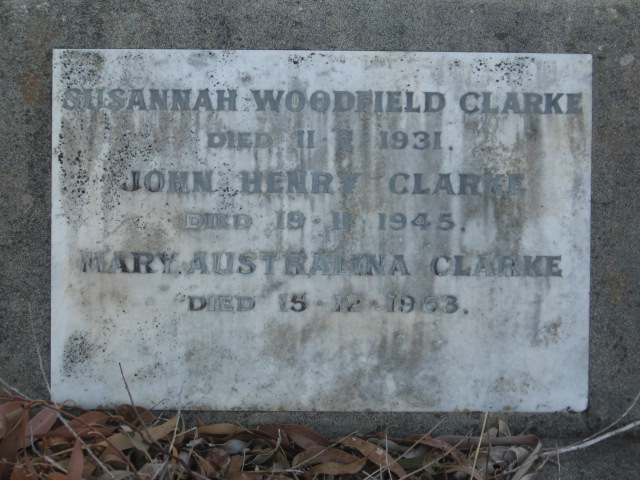 SUSANNAH WOODFIELD CLARKE
DIED 11 1931.
JOHN HENRY CLARKE
DIED 19-11-1945.
MARY AUSTRALINA CLARKE
DIED 15-12-1963.